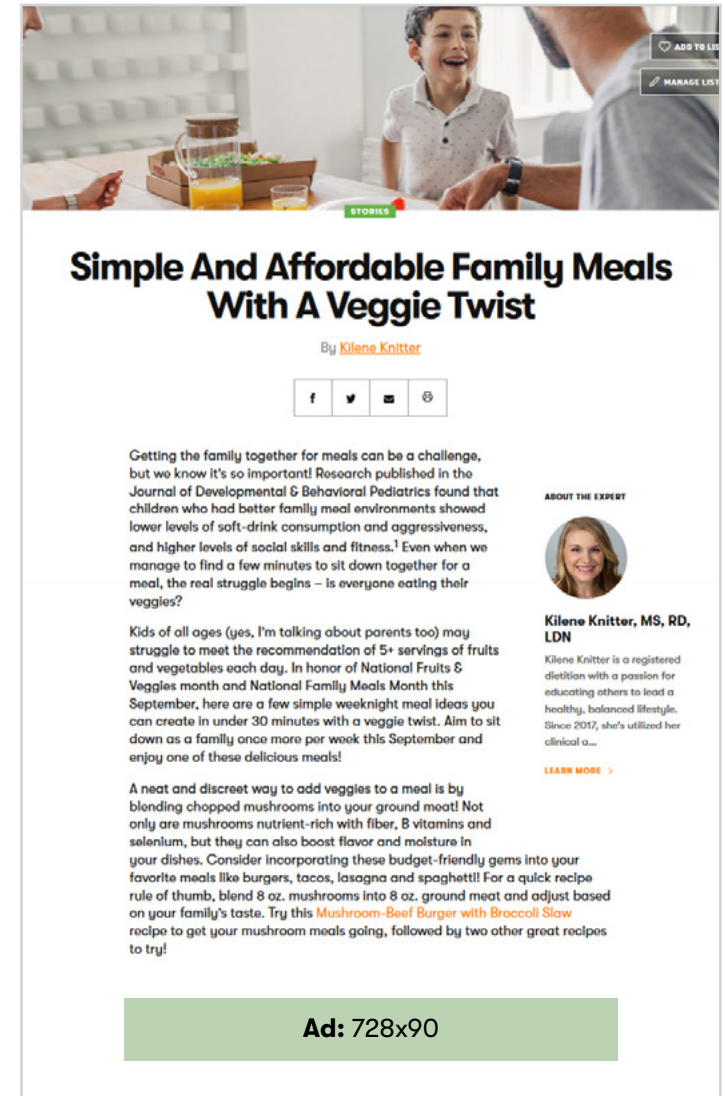 ADD TO LIS
MANAGE LIST
STORIES
Simple And Affordable Family Meals
With A Veggie Twist
By Kilene Knitter
Getting the family together for meals can be a challenge,
but we know it's so important! Research published in the
Journal of Developmental & Behavioral Pediatrics found that
children who had better family meal environments showed
lower levels of soft-drink consumption and aggressiveness,
and higher levels of social skills and fitness.¹ Even when we
manage to find a few minutes to sit down together for a
meal, the real struggle begins – is everyone eating their
veggies?
Kids of all ages (yes, I'm talking about parents too) may
struggle to meet the recommendation of 5+ servings of fruits
and vegetables each day. In honor of National Fruits &
Veggies month and National Family Meals Month this
September, here are a few simple weeknight meal ideas you
can create in under 30 minutes with a veggie twist. Aim to sit
down as a family once more per week this September and
enjoy one of these delicious meals!
A neat and discreet way to add veggies to a meal is by
blending chopped mushrooms into your ground meat! Not
only are mushrooms nutrient-rich with fiber, B vitamins and
selenium, but they can also boost flavor and moisture in
your dishes. Consider incorporating these budget-friendly gems into your
favorite meals like burgers, tacos, lasagna and spaghetti! For a quick recipe
rule of thumb, blend 8 oz. mushrooms into 8 oz. ground meat and adjust based
on your family's taste. Try this Mushroom-Beef Burger with Broccoli Slaw
recipe to get your mushroom meals going, followed by two other great recipes
to try!
ABOUT THE EXPERT
Kilene Knitter, MS, RD,
LDN
Kilene Knitter is a registered
dietitian with a passion for
educating others to lead a
healthy, balanced lifestyle.
Since 2017, she's utilized her
clinical a...
LEARN MORE >
Ad: 728x90